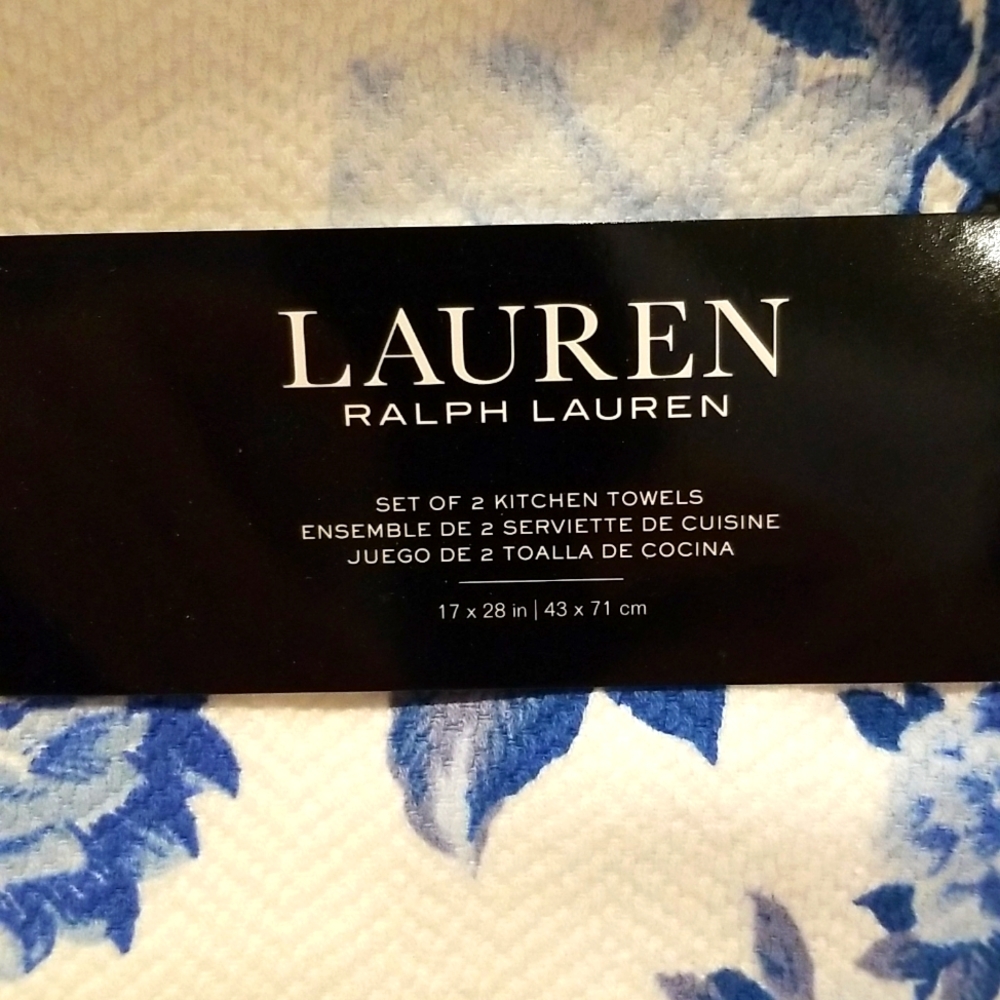 LAUREN
RALPH LAUREN
SET OF 2 KITCHEN TOWELS
ENSEMBLE DE 2 SERVIETTE DE CUISINE
JUEGO DE 2 TOALLA DE COCINA
17 x 28 in | 43 x 71 cm